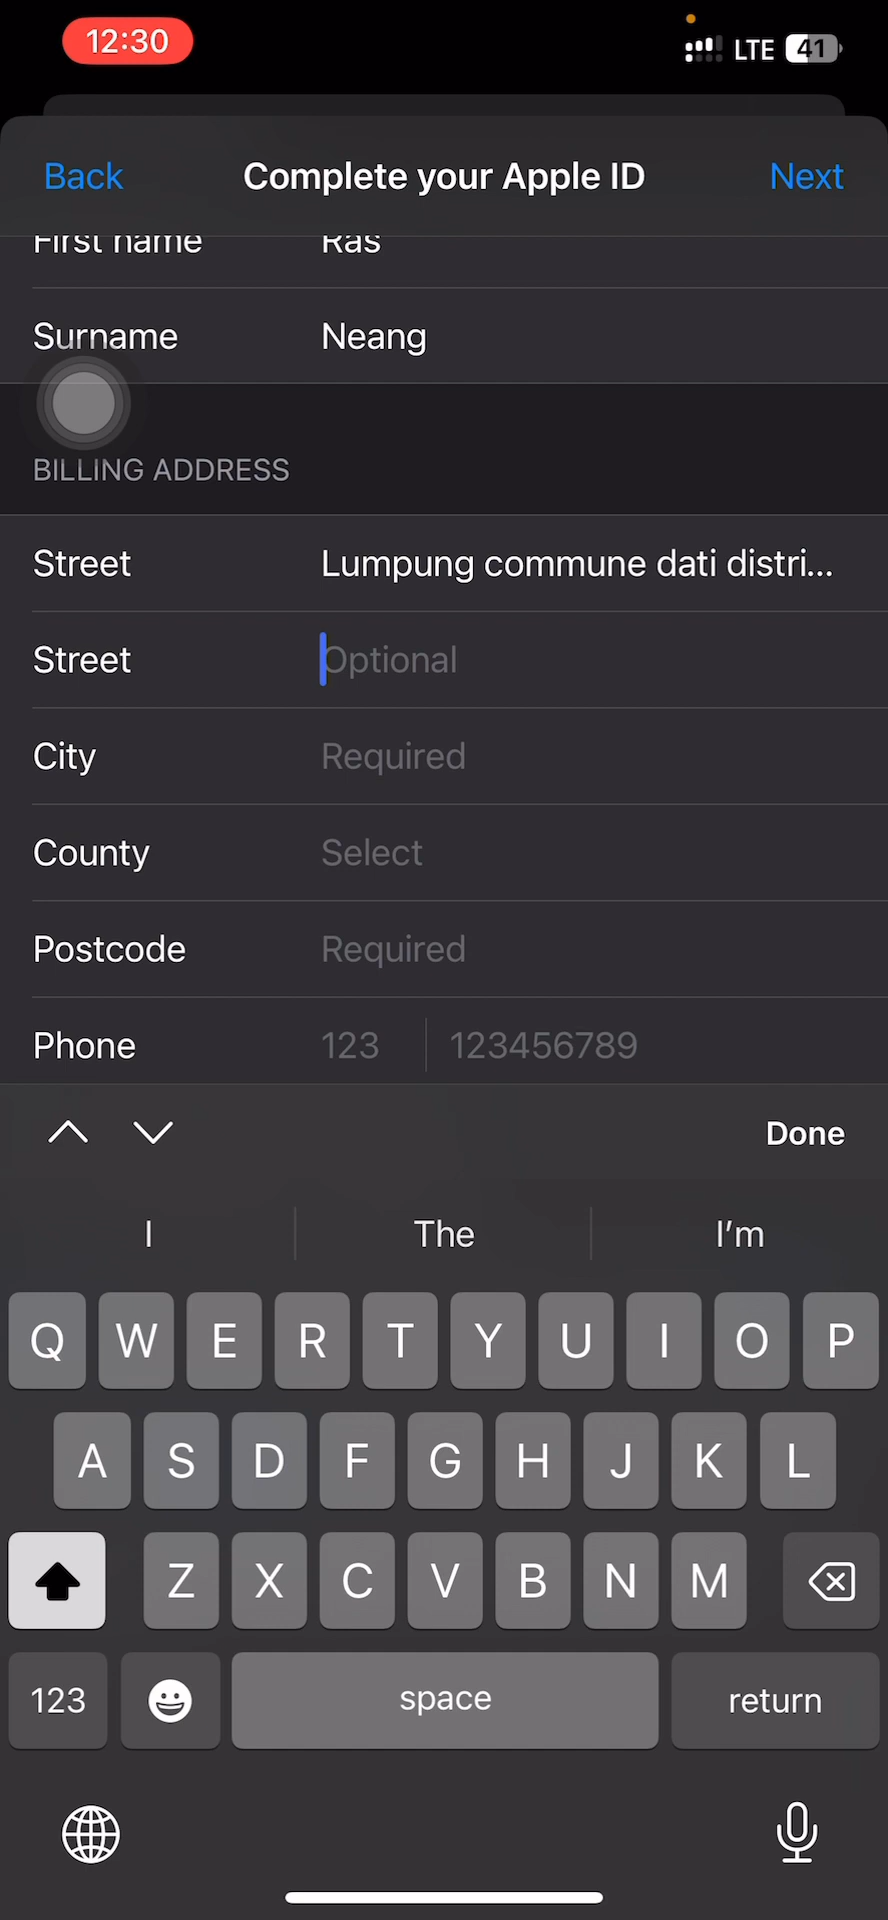 12:30
LTE 41
Back Complete your Apple ID Next
First name Ras
Surname Neang
BILLING ADDRESS
Street Lumpung commune dati distri...
Street Optional
City Required
County Select
Postcode Required
Phone 123 123456789
Done
I The I'm
Q W E R T Y U I O P
A S D F G H J K L
Z X C V B N M
123 space return